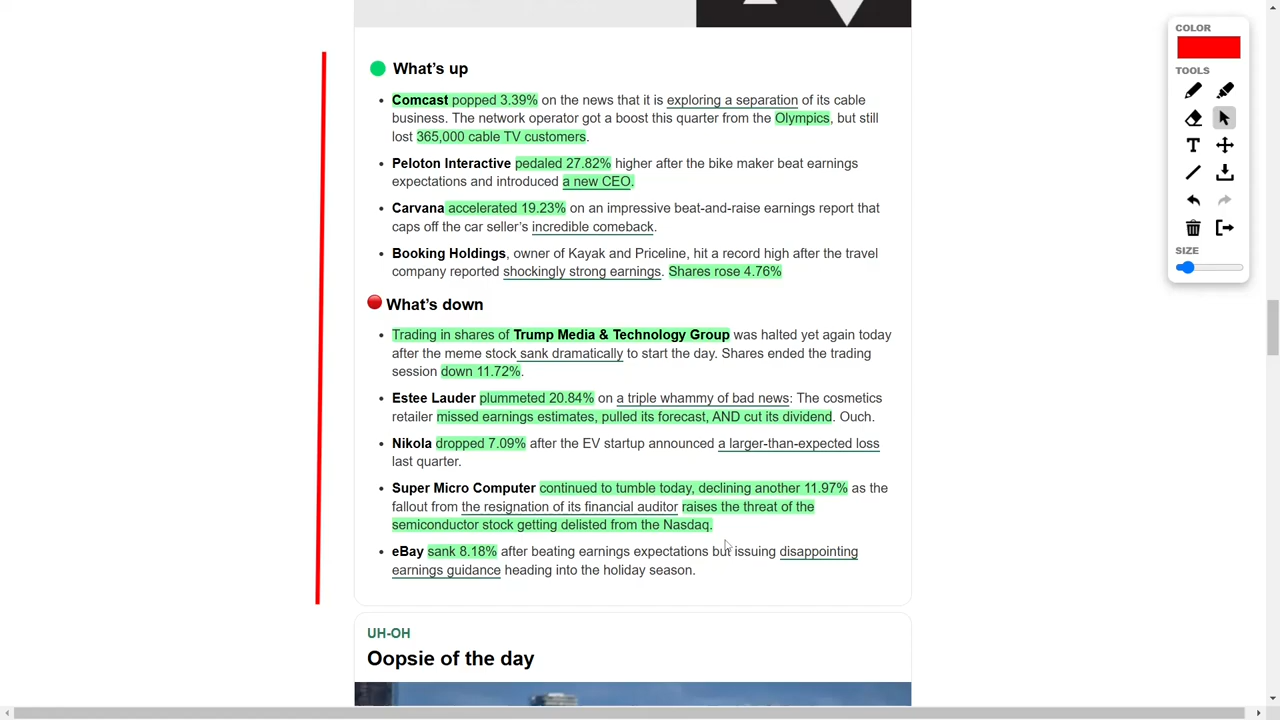 What's up
Comcast popped 3.39% on the news that it is exploring a separation of its cable
business. The network operator got a boost this quarter from the Olympics, but still
lost 365,000 cable TV customers.
Peloton Interactive pedaled 27.82% higher after the bike maker beat earnings
expectations and introduced a new CEO.
Carvana accelerated 19.23% on an impressive beat-and-raise earnings report that
caps off the car seller's incredible comeback.
Booking Holdings, owner of Kayak and Priceline, hit a record high after the travel
company reported shockingly strong earnings. Shares rose 4.76%
What's down
Trading in shares of Trump Media & Technology Group was halted yet again today
after the meme stock sank dramatically to start the day. Shares ended the trading
session down 11.72%.
Estee Lauder plummeted 20.84% on a triple whammy of bad news: The cosmetics
retailer missed earnings estimates, pulled its forecast, AND cut its dividend. Ouch.
Nikola dropped 7.09% after the EV startup announced a larger-than-expected loss
last quarter.
Super Micro Computer continued to tumble today, declining another 11.97% as the
fallout from the resignation of its financial auditor raises the threat of the
semiconductor stock getting delisted from the Nasdaq.
eBay sank 8.18% after beating earnings expectations but issuing disappointing
earnings guidance heading into the holiday season.
UH-OH
Oopsie of the day
COLOR
TOOLS
T
SIZE